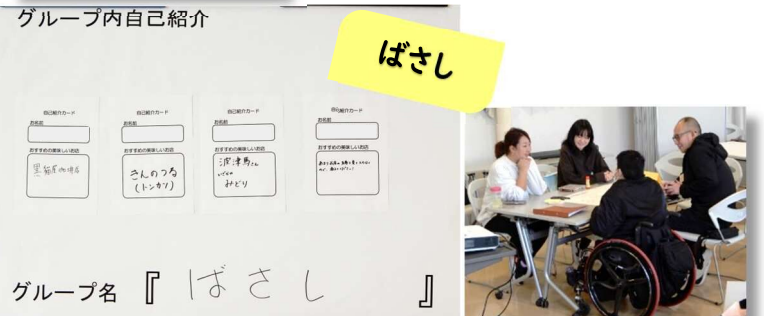 グループ内自己紹介
ばさし
自己紹介カード
お名前
おすすめの美味しいお店
黒猫屋珈琲店
自己紹介カード
お名前
おすすめの美味しいお店
きんのつる
(トンカツ)
自己紹介カード
お名前
おすすめの美味しいお店
みどり
自己紹介カード
お名前
おすすめの美味しいお店
グループ名『ばさし』